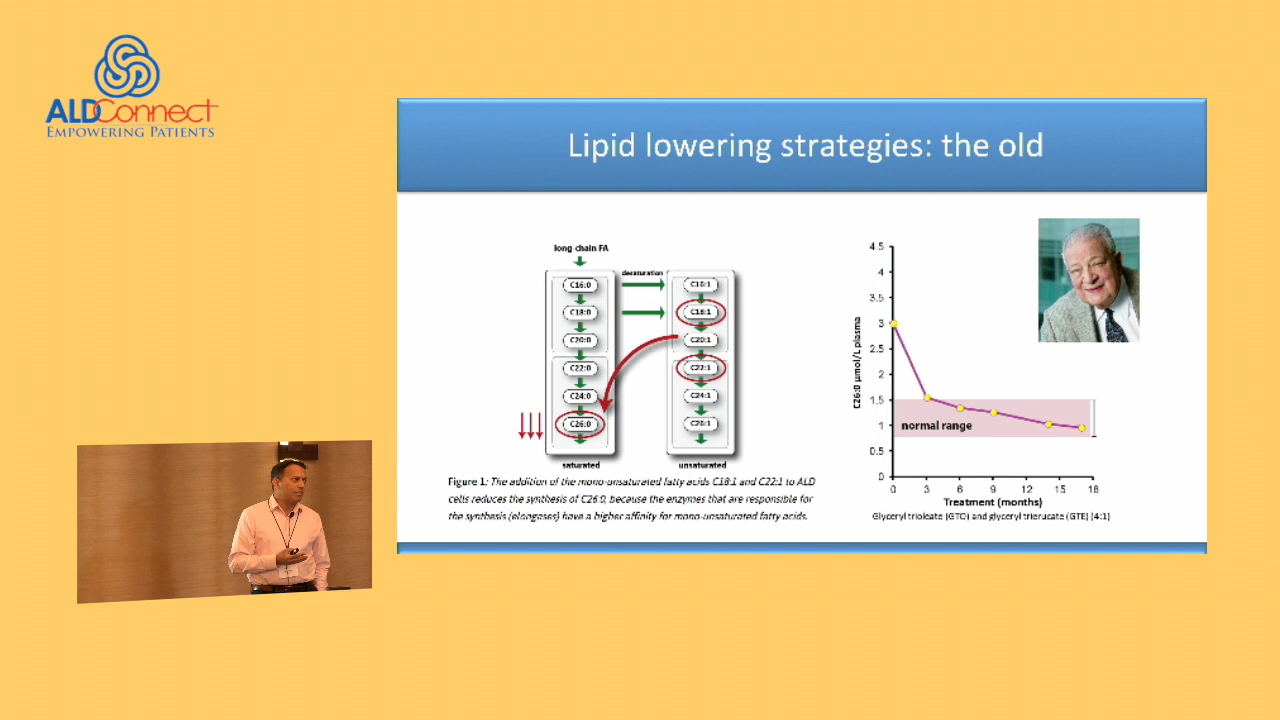 ALDConnect
EMPOWERING PATIENTS
Lipid lowering strategies: the old
long chain FA
desaturation
C16:0
C18:0
C20:0
C22:0
C24:0
C26:0
saturated
C16:1
C18:1
C20:1
C22:1
C24:1
C26:1
unsaturated
Figure 1: The addition of the mono-unsaturated fatty acids C18:1 and C22:1 to ALD
cells reduces the synthesis of C26:0, because the enzymes that are responsible for
the synthesis (elongases) have a higher affinity for mono-unsaturated fatty acids.
C26:0 µmol/L plasma
4.5
4
3.5
3
2.5
2
1.5
1
0.5
0
normal range
0 3 6 9 12 15 18
Treatment (months)
Glyceryl trioleate (GTO) and glyceryl trierucate (GTE) (4:1)